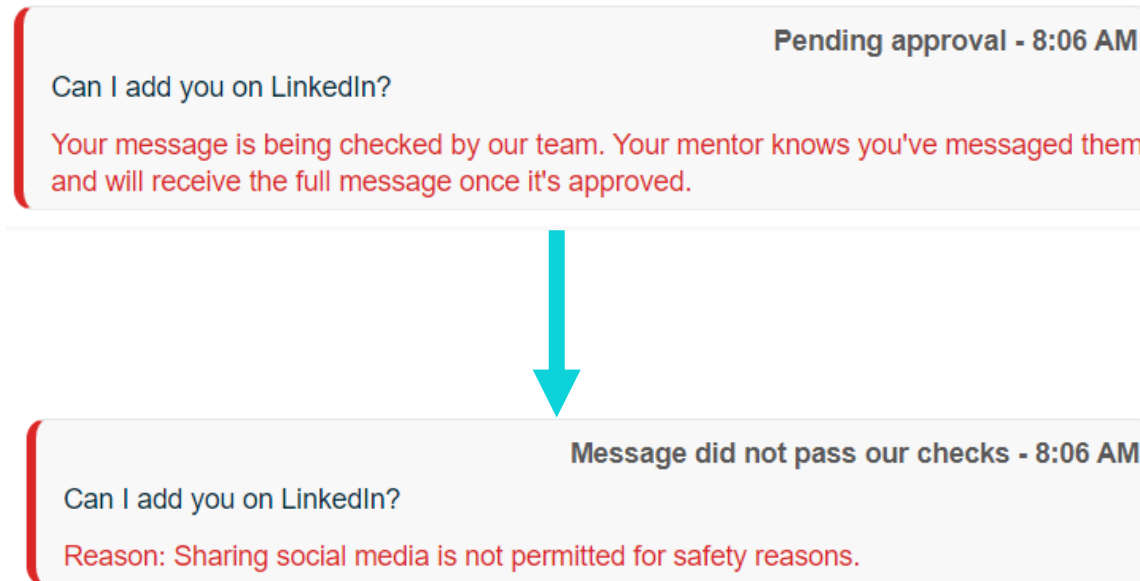 Pending approval - 8:06 AM
Can I add you on LinkedIn?
Your message is being checked by our team. Your mentor knows you've messaged them
and will receive the full message once it's approved.
Message did not pass our checks - 8:06 AM
Can I add you on LinkedIn?
Reason: Sharing social media is not permitted for safety reasons.